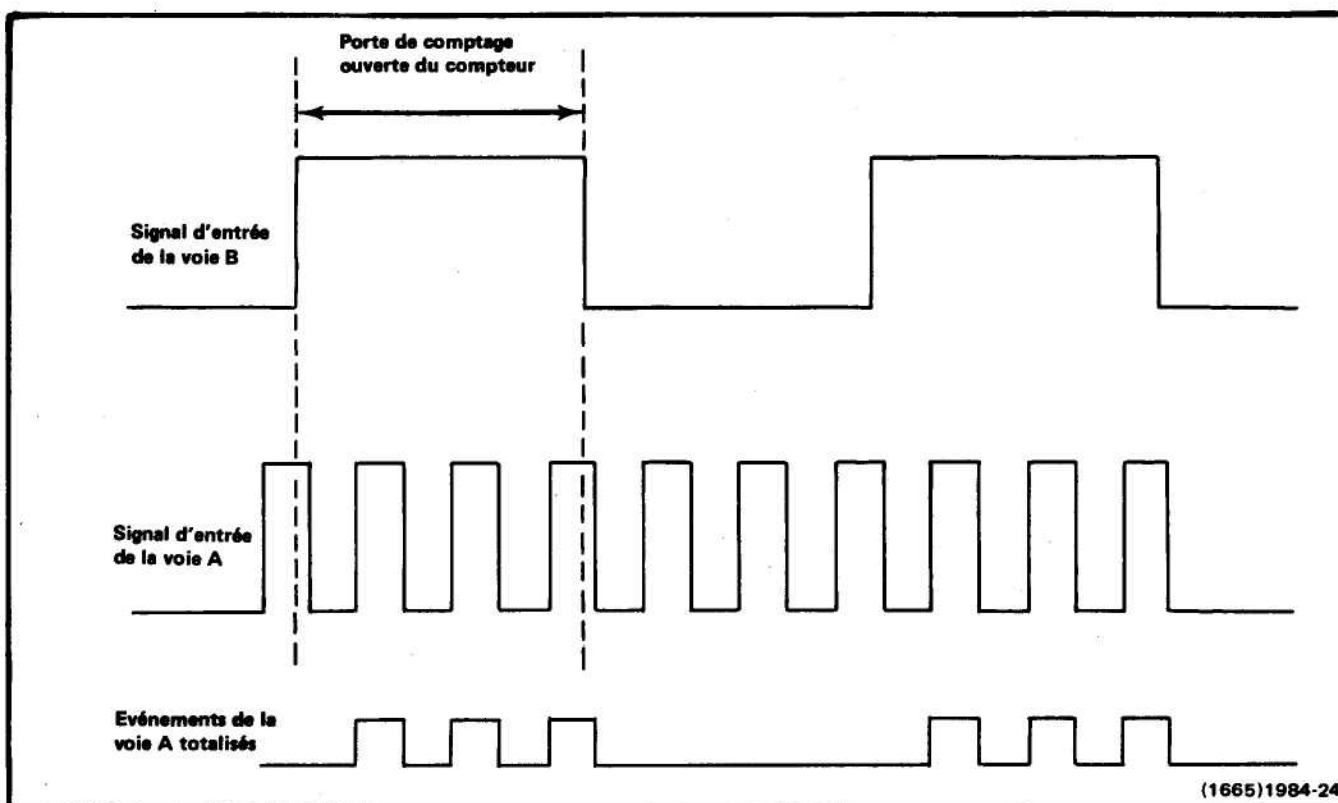 Porte de comptage
ouverte du compteur
Signal d'entrée
de la voie B
Signal d'entrée
de la voie A
Evénements de la
voie A totalisés
(1665)1984-24